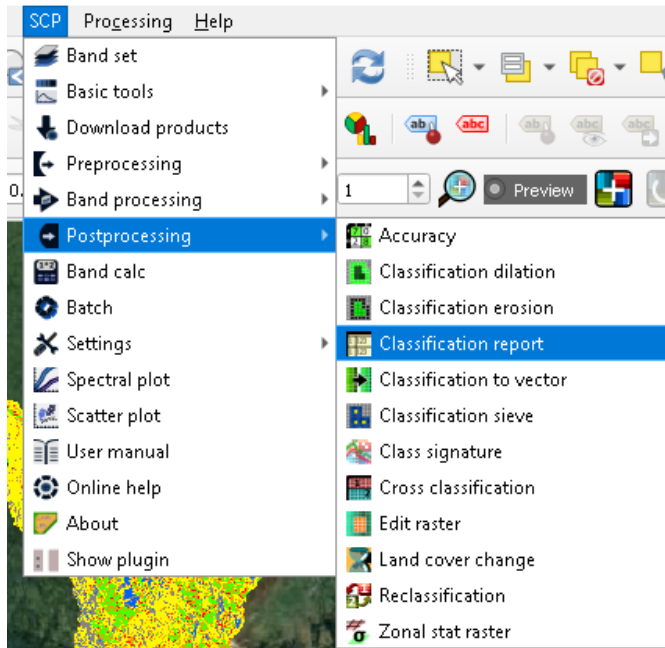 SCP Processing Help
Band set
Basic tools
Download products
Preprocessing
0.
Band processing
1
Preview
Postprocessing
Accuracy
Band calc
Classification dilation
Batch
Classification erosion
Settings
Classification report
Spectral plot
Classification to vector
Scatter plot
Classification sieve
User manual
Class signature
Online help
Cross classification
About
Edit raster
Show plugin
Land cover change
Reclassification
Zonal stat raster